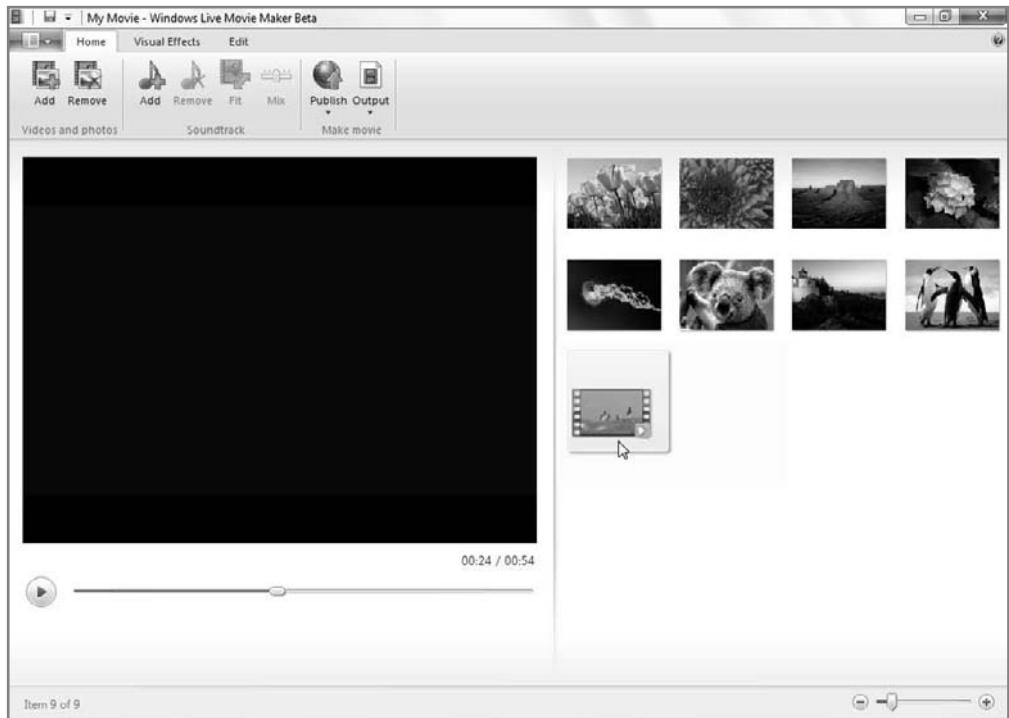 My Movie - Windows Live Movie Maker Beta
Home Visual Effects Edit
Add Remove Add Remove Fit Mix Publish Output
Videos and photos Soundtrack Make movie
00:24 / 00:54
Item 9 of 9